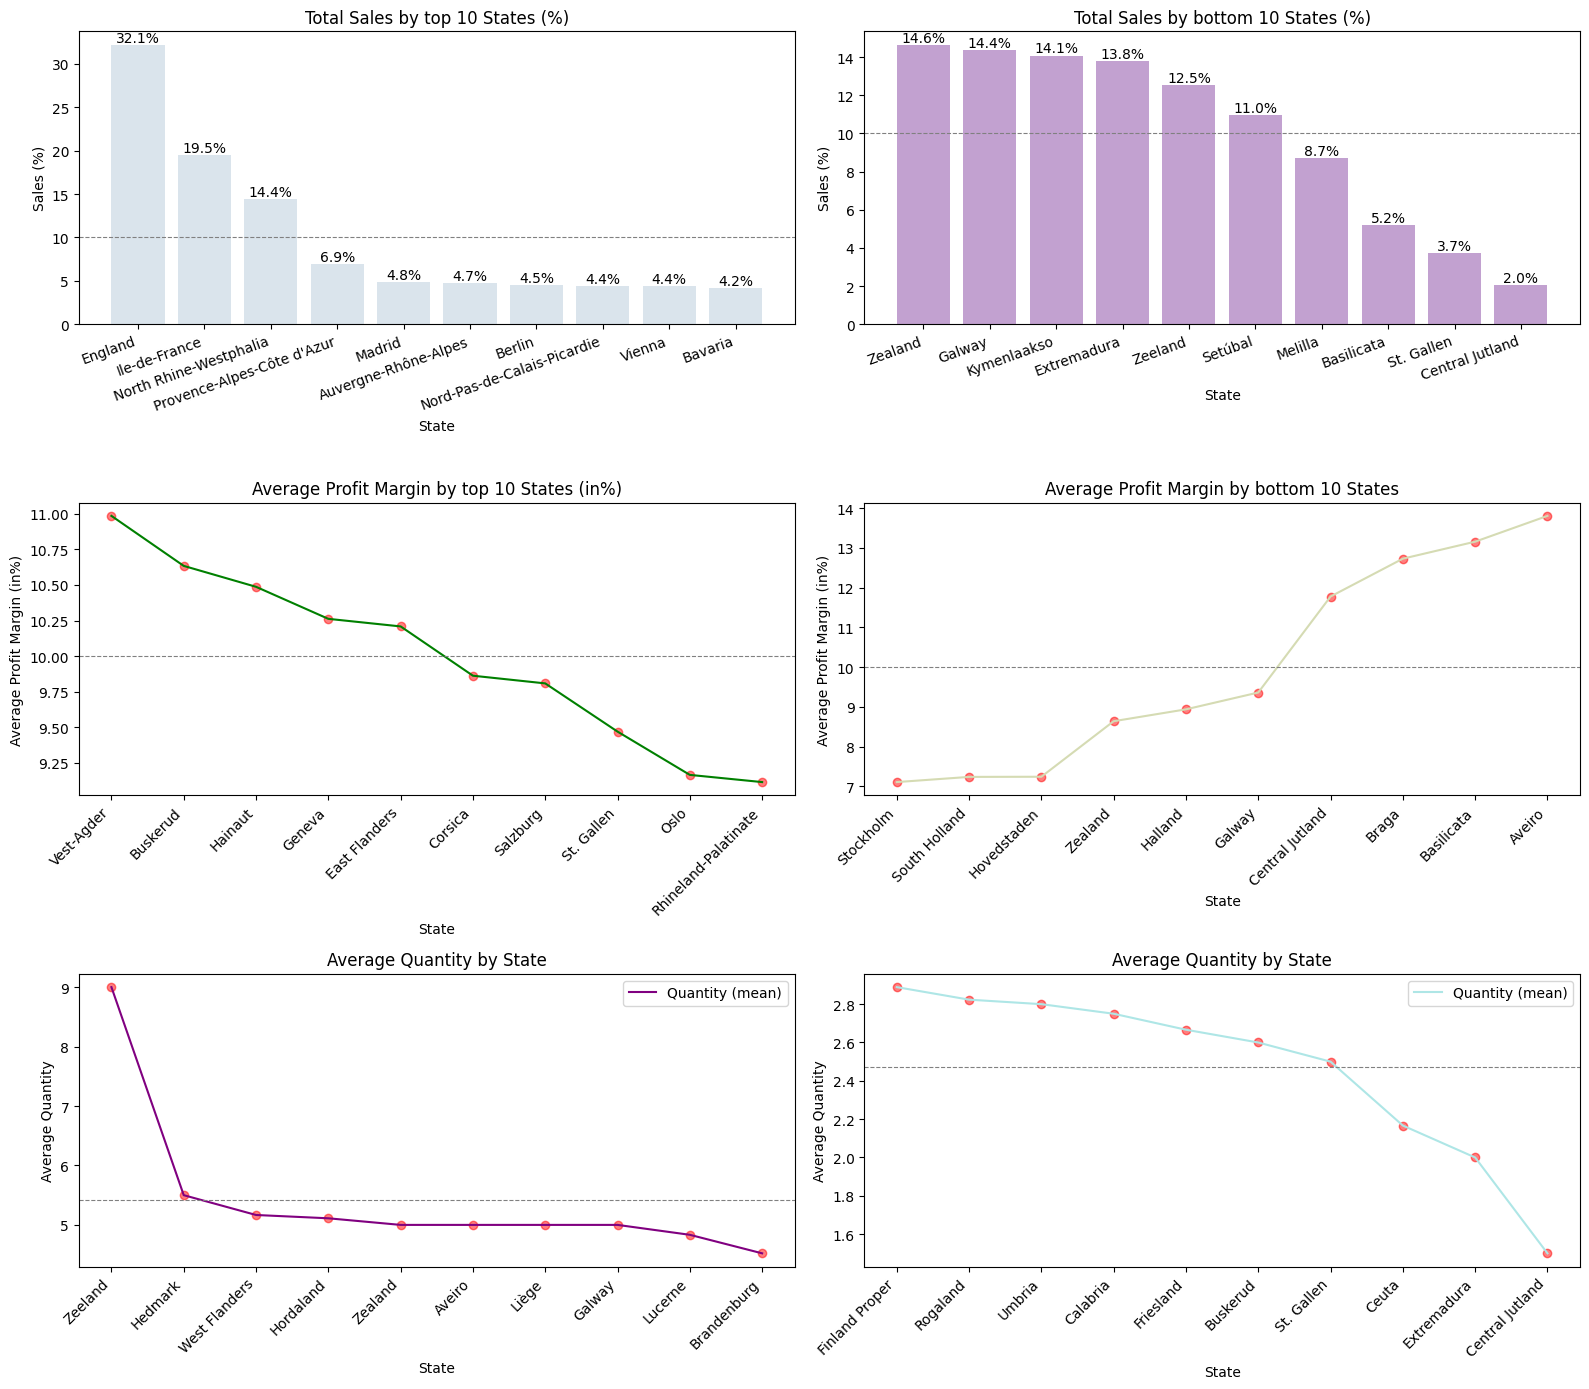 Total Sales by top 10 States (%)
Sales (%)
30
25
20
15
10
5
0
32.1%
19.5%
14.4%
6.9%
4.8%
4.7%
4.5%
4.4%
4.4%
4.2%
England
Ile-de-France
North Rhine-Westphalia
Provence-Alpes-Côte d'Azur
Madrid
Auvergne-Rhône-Alpes
Berlin
Nord-Pas-de-Calais-Picardie
Vienna
Bavaria
State
Total Sales by bottom 10 States (%)
Sales (%)
14
12
10
8
6
4
2
0
14.6%
14.4%
14.1%
13.8%
12.5%
11.0%
8.7%
5.2%
3.7%
2.0%
Zealand
Galway
Kymenlaakso
Extremadura
Zeeland
Setúbal
Melilla
Basilicata
St. Gallen
Central Jutland
State
Average Profit Margin by top 10 States (in%)
Average Profit Margin (in%)
11.00
10.75
10.50
10.25
10.00
9.75
9.50
9.25
Vest-Agder
Buskerud
Hainaut
Geneva
East Flanders
Corsica
Salzburg
St. Gallen
Oslo
Rhineland-Palatinate
State
Average Profit Margin by bottom 10 States
Average Profit Margin (in%)
14
13
12
11
10
9
8
7
Stockholm
South Holland
Hovedstaden
Zealand
Halland
Galway
Central Jutland
Braga
Basilicata
Aveiro
State
Average Quantity by State
Average Quantity
9
8
7
6
5
Quantity (mean)
Zeeland
Hedmark
West Flanders
Hordaland
Zealand
Aveiro
Liège
Galway
Lucerne
Brandenburg
State
Average Quantity by State
Average Quantity
2.8
2.6
2.4
2.2
2.0
1.8
1.6
Quantity (mean)
Finland Proper
Rogaland
Umbria
Calabria
Friesland
Buskerud
St. Gallen
Ceuta
Extremadura
Central Jutland
State